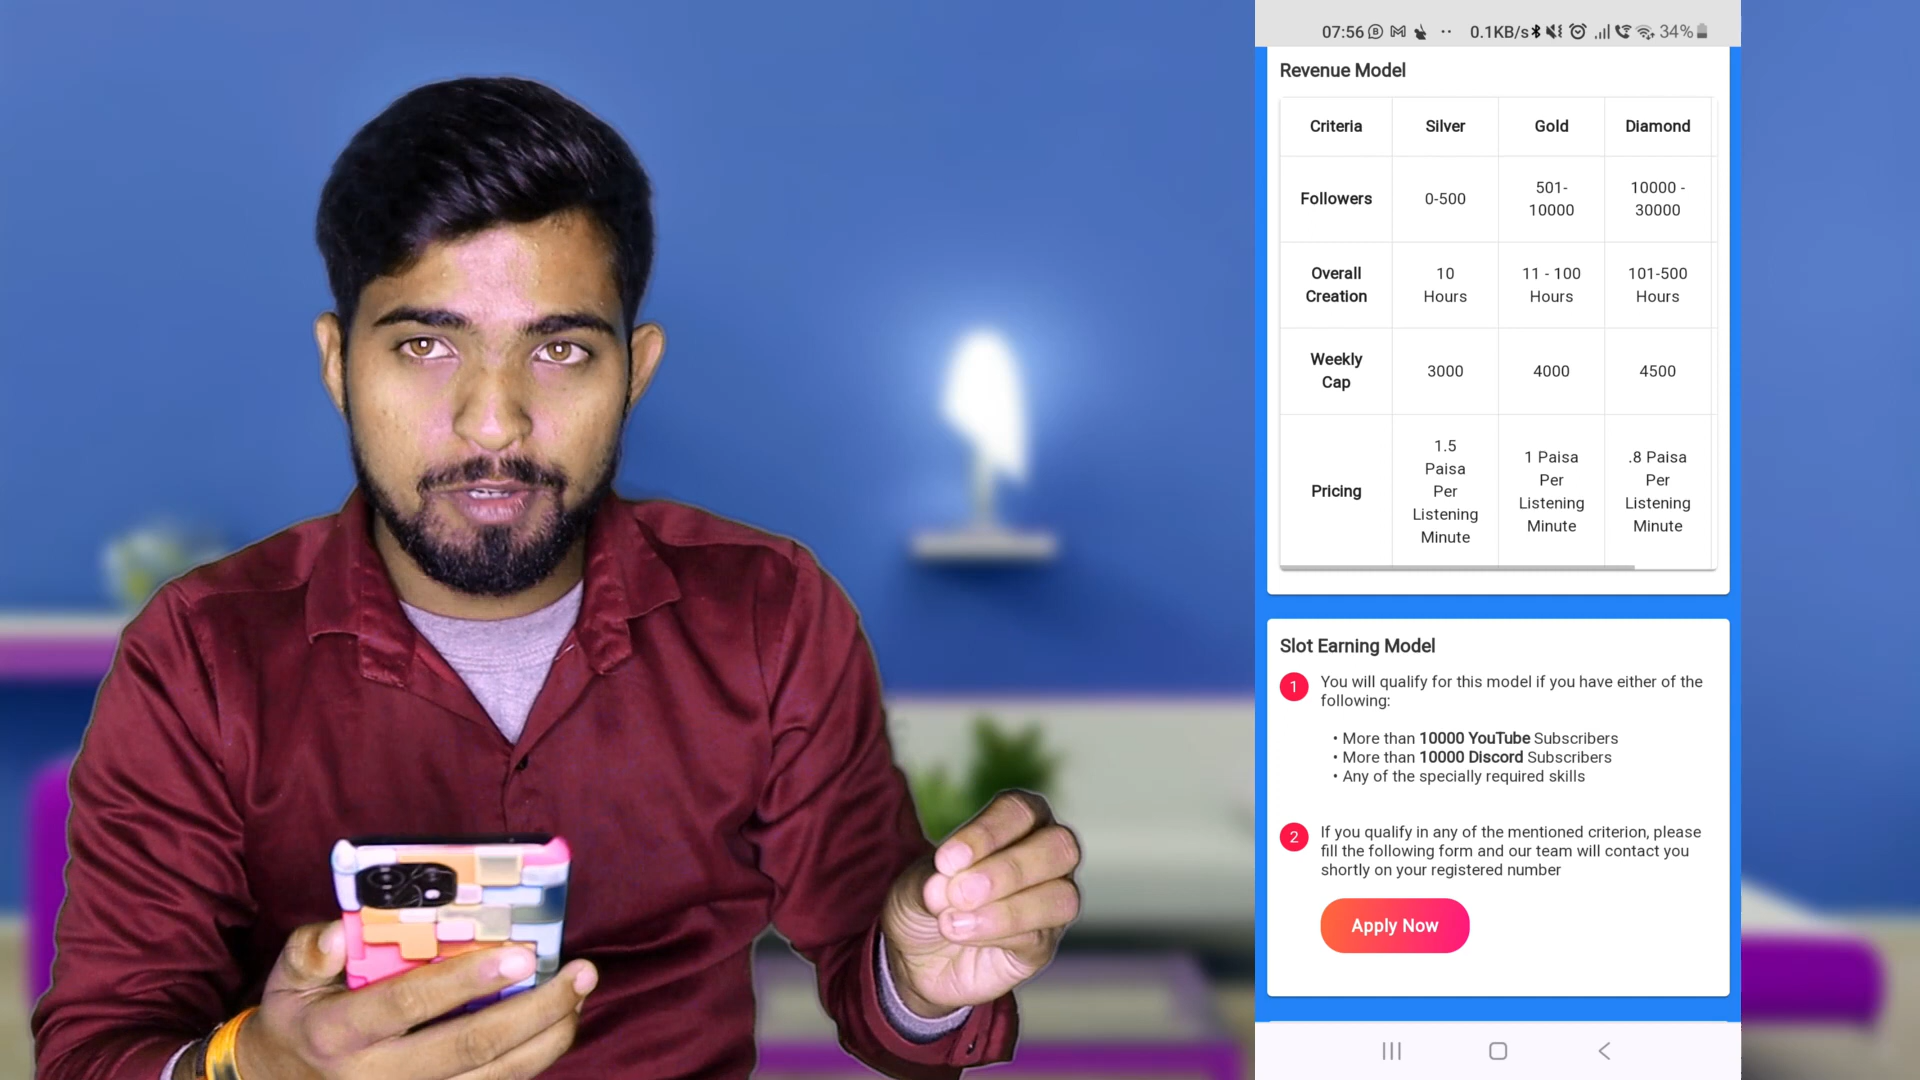 07:56 0.1KB/s 34%
Revenue Model
Criteria Silver Gold Diamond
Followers 0-500 501-10000 10000 - 30000
Overall Creation 10 Hours 11 - 100 Hours 101-500 Hours
Weekly Cap 3000 4000 4500
Pricing 1.5 Paisa Per Listening Minute 1 Paisa Per Listening Minute .8 Paisa Per Listening Minute
Slot Earning Model
1 You will qualify for this model if you have either of the
following:
• More than 10000 YouTube Subscribers
• More than 10000 Discord Subscribers
• Any of the specially required skills
2 If you qualify in any of the mentioned criterion, please
fill the following form and our team will contact you
shortly on your registered number
Apply Now